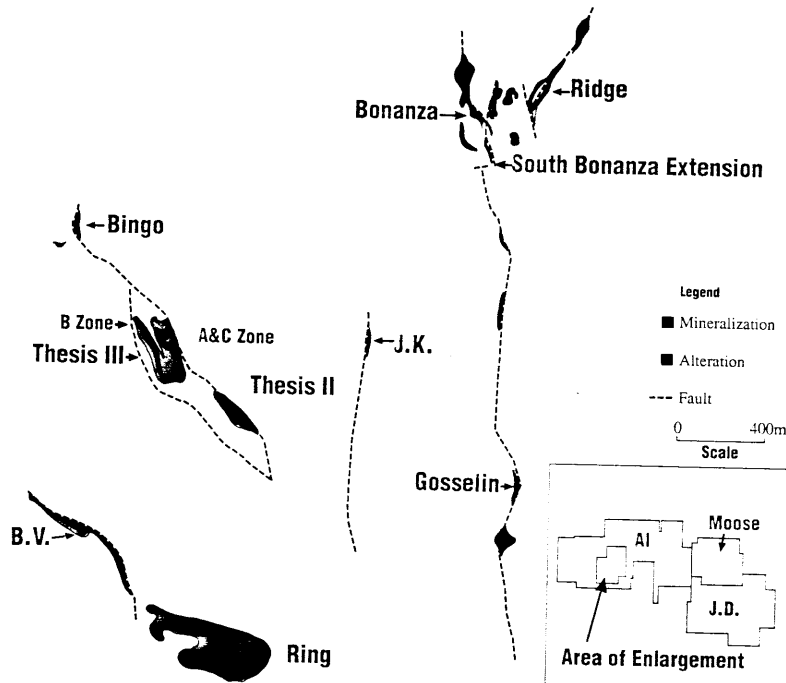 Ridge
Bonanza
South Bonanza Extension
Bingo
B Zone
A&C Zone
Thesis III
Thesis II
J.K.
Legend
Mineralization
Alteration
Fault
0 400m
Scale
Gosselin
B.V.
Ring
Moose
Al
J.D.
Area of Enlargement